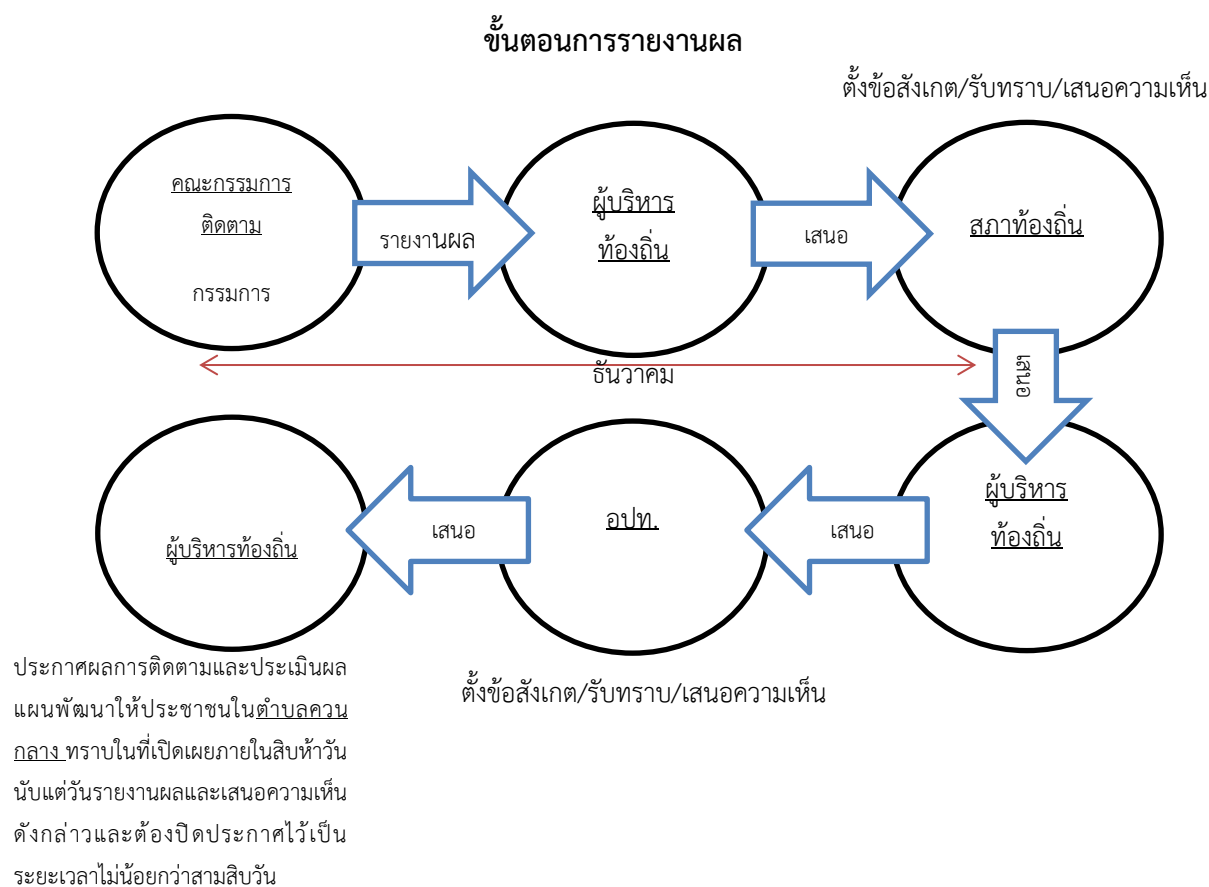 ขั้นตอนการรายงานผล
ตั้งข้อสังเกต/รับทราบ/เสนอความเห็น
คณะกรรมการ
ติดตาม
กรรมการ
รายงานผล
ผู้บริหาร
ท้องถิ่น
เสนอ
สภาท้องถิ่น
ธันวาคม
เสนอ
ผู้บริหาร
ท้องถิ่น
เสนอ
อปท.
เสนอ
ผู้บริหารท้องถิ่น
ตั้งข้อสังเกต/รับทราบ/เสนอความเห็น
ประกาศผลการติดตามและประเมินผล
แผนพัฒนาให้ประชาชนในตำบลควน
กลาง ทราบในที่เปิดเผยภายในสิบห้าวัน
นับแต่วันรายงานผลและเสนอความเห็น
ดังกล่าวและต้องปิดประกาศไว้เป็น
ระยะเวลาไม่น้อยกว่าสามสิบวัน